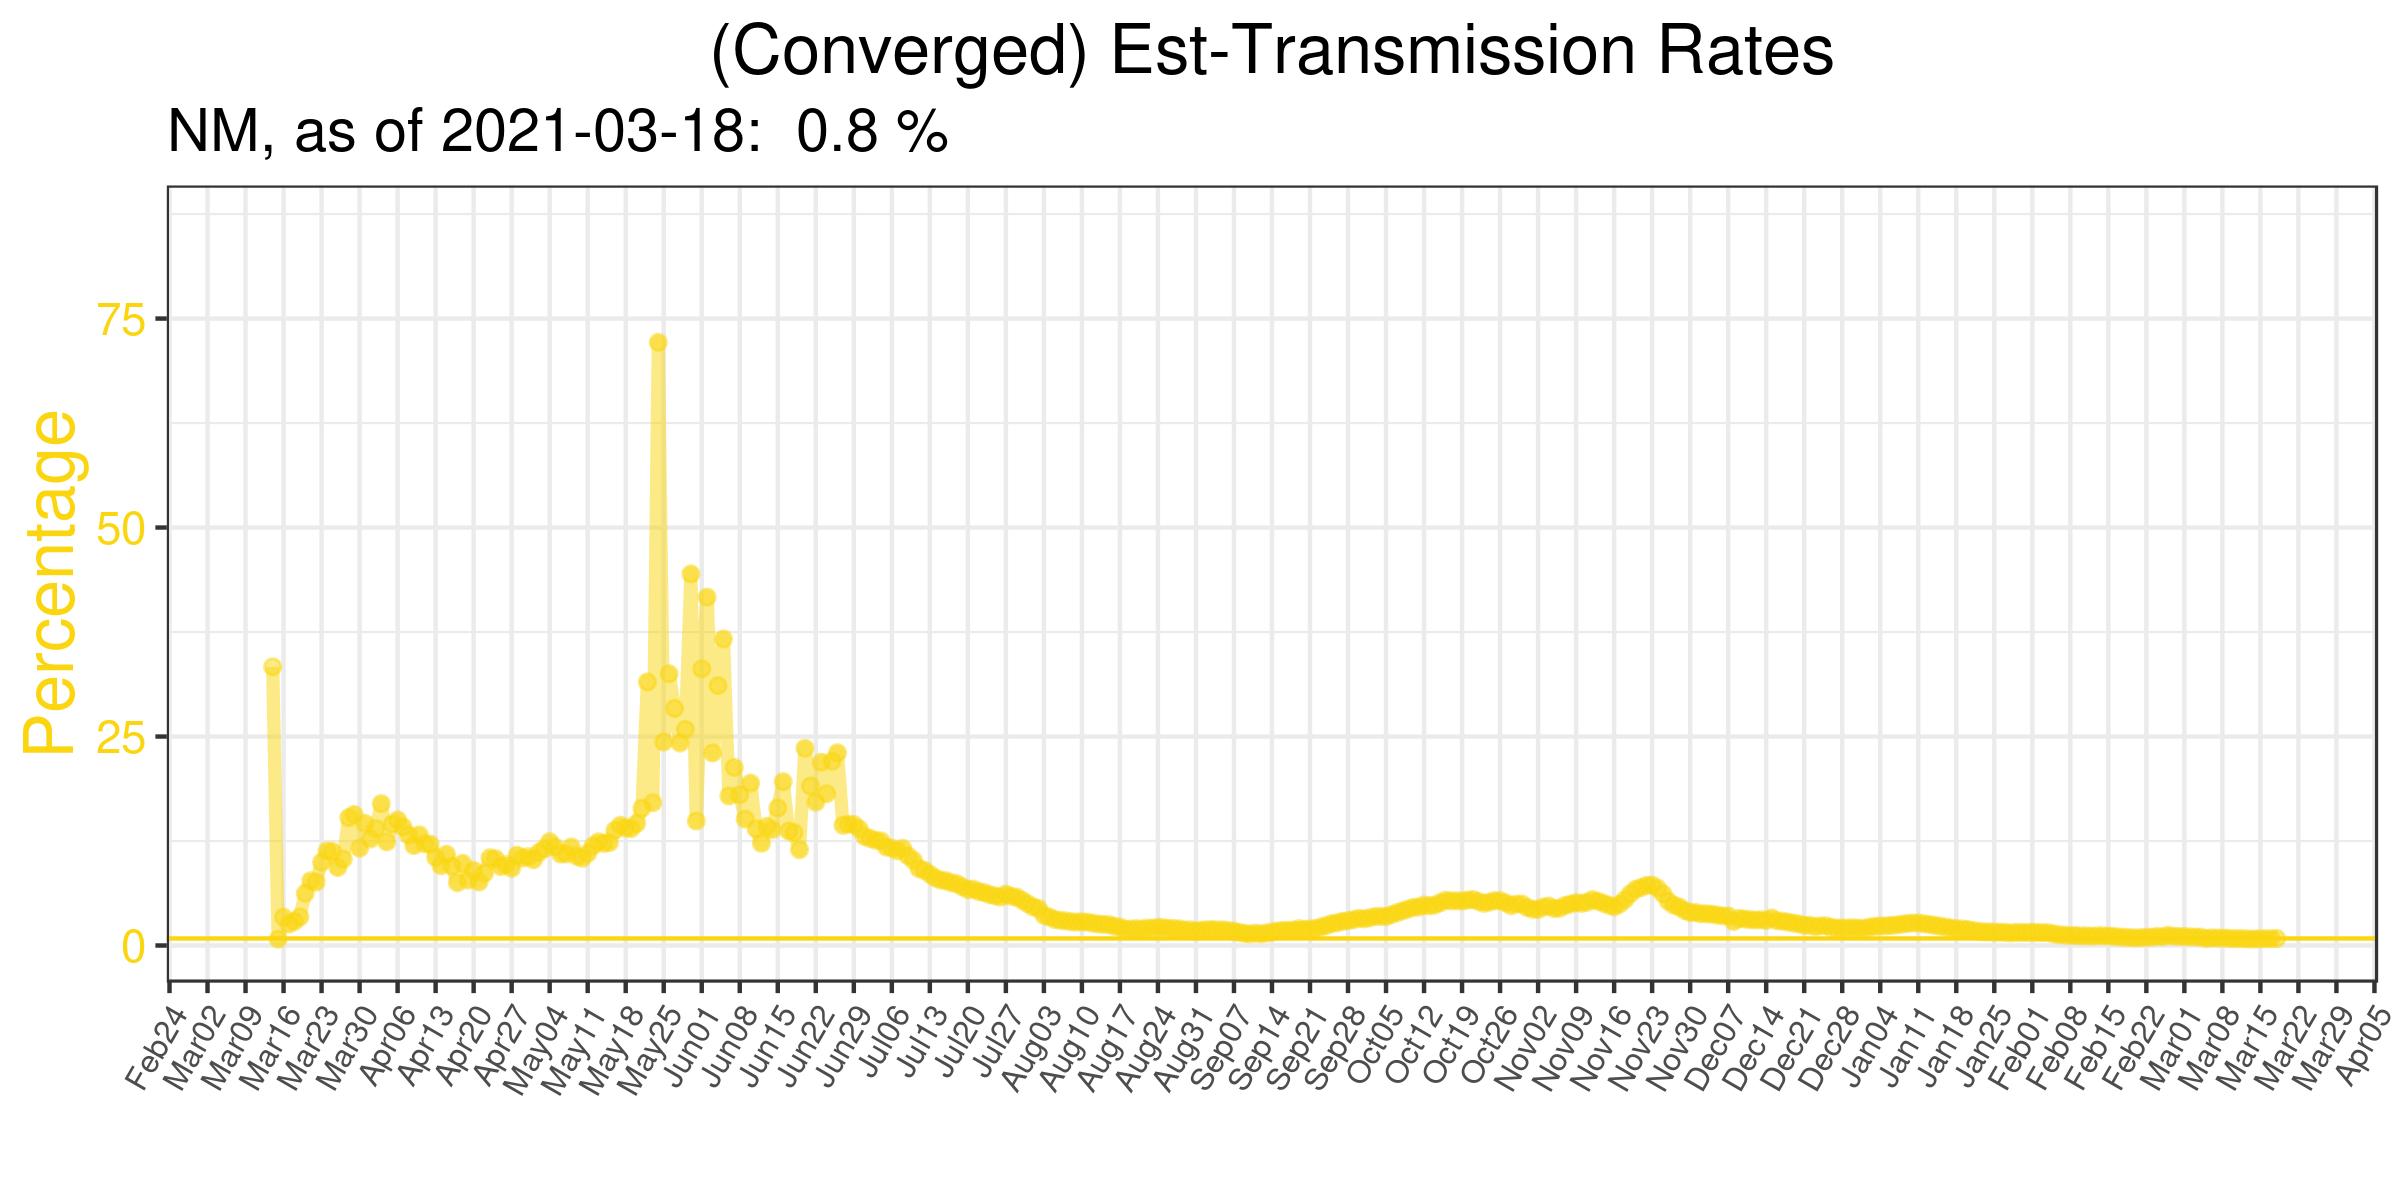 (Converged) Est-Transmission Rates
NM, as of 2021-03-18:  0.8 %
Percentage
75
50
25
0
Feb24
Mar02
Mar09
Mar16
Mar23
Mar30
Apr06
Apr13
Apr20
Apr27
May04
May11
May18
May25
Jun01
Jun08
Jun15
Jun22
Jun29
Jul06
Jul13
Jul20
Jul27
Aug03
Aug10
Aug17
Aug24
Aug31
Sep07
Sep14
Sep21
Sep28
Oct05
Oct12
Oct19
Oct26
Nov02
Nov09
Nov16
Nov23
Nov30
Dec07
Dec14
Dec21
Dec28
Jan04
Jan11
Jan18
Jan25
Feb01
Feb08
Feb15
Feb22
Mar01
Mar08
Mar15
Mar22
Mar29
Apr05